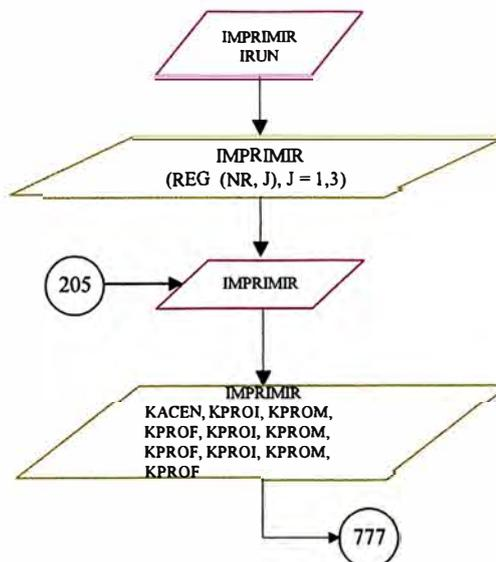 IMPRIMIR
IRUN
IMPRIMIR
(REG (NR, J), J = 1,3)
205
IMPRIMIR
IMPRIMIR
KACEN, KPROI, KPROM,
KPROF, KPROI, KPROM,
KPROF, KPROI, KPROM,
KPROF
777